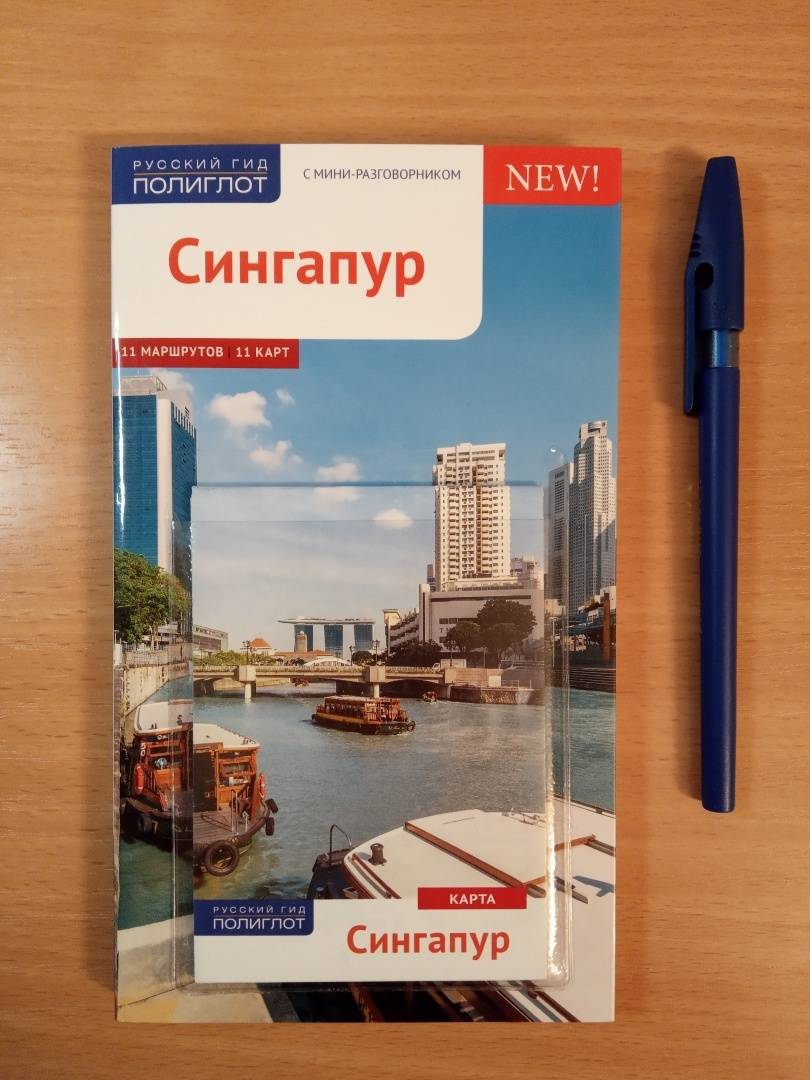 РУССКИЙ ГИД
ПОЛИГЛОТ
С МИНИ-РАЗГОВОРНИКОМ
NEW!
Сингапур
11 МАРШРУТОВ | 11 КАРТ
КАРТА
РУССКИЙ ГИД
ПОЛИГЛОТ
Сингапур